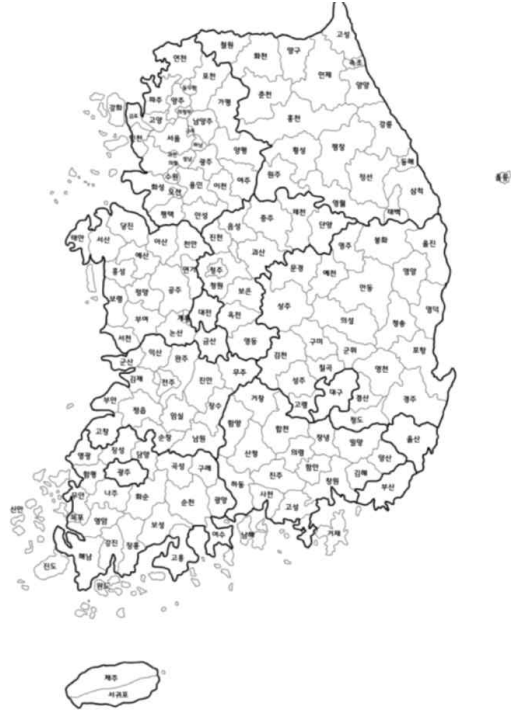 고성
철원
화천
양구
연천
속초
포천
인제
양양
파주
양주
춘천
가평
강화
고양
남양주
홍천
강릉
서울
양평
횡성
평창
동해
광주
정선
수원
원주
삼척
화성
오산
용인
이천
여주
울릉
평택
안성
영월
태백
당진
음성
충주
제천
단양
태안
서산
아산
천안
진천
영주
봉화
울진
예산
괴산
문경
예천
홍성
연기
청주
안동
영양
보령
청양
공주
청원
보은
상주
영덕
부여
계룡
대전
옥천
의성
청송
서천
논산
금산
영동
구미
군위
포항
군산
익산
완주
무주
김천
칠곡
영천
김제
전주
진안
성주
대구
경산
경주
부안
정읍
임실
장수
거창
고령
청도
고창
순창
남원
함양
합천
창녕
밀양
울산
영광
장성
담양
산청
의령
양산
함평
광주
곡성
구례
진주
함안
창원
김해
무안
나주
화순
순천
광양
하동
사천
고성
부산
신안
목포
영암
보성
여수
남해
거제
강진
장흥
해남
고흥
진도
완도
제주
서귀포